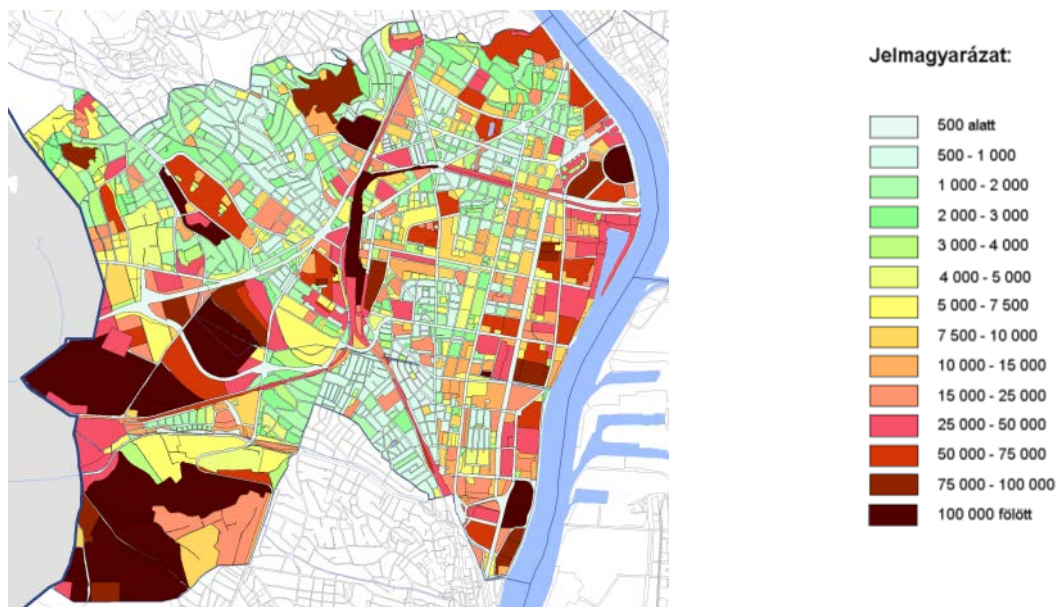 Jelmagyarázat:
500 alatt
500 - 1 000
1 000 - 2 000
2 000 - 3 000
3 000 - 4 000
4 000 - 5 000
5 000 - 7 500
7 500 - 10 000
10 000 - 15 000
15 000 - 25 000
25 000 - 50 000
50 000 - 75 000
75 000 - 100 000
100 000 fölött